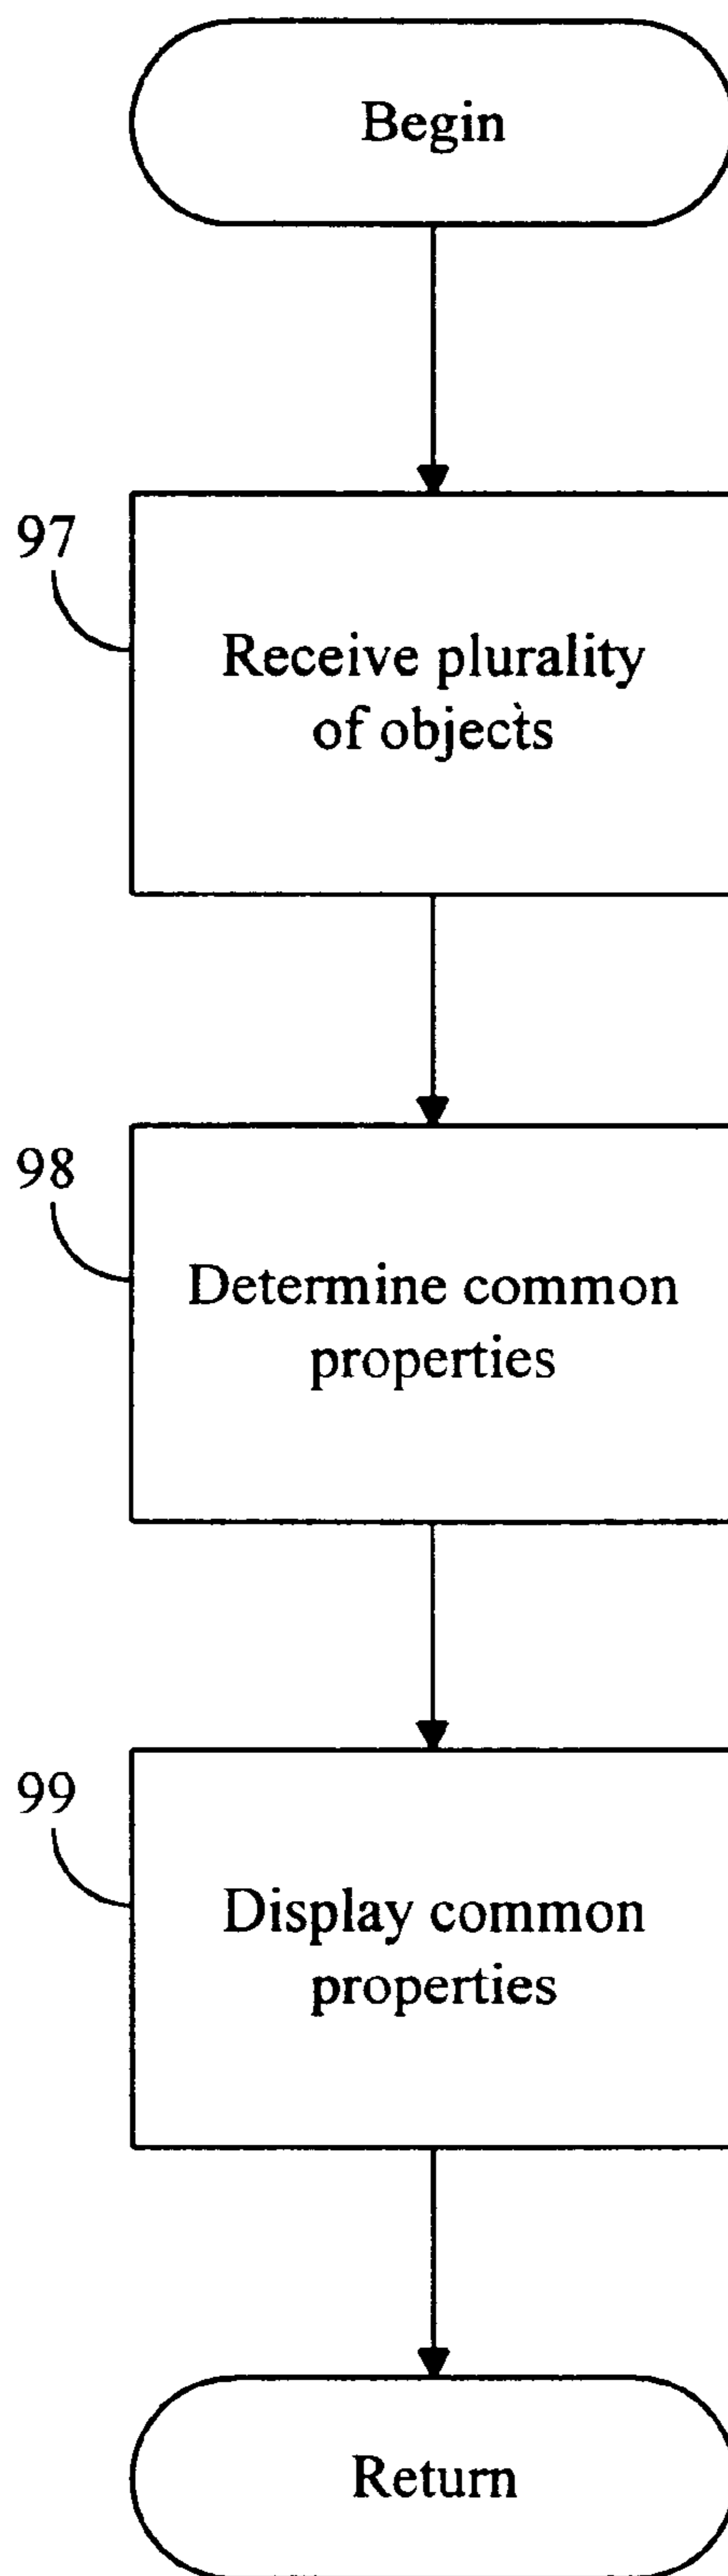 Begin
97
Receive plurality
of objects
98
Determine common
properties
99
Display common
properties
Return